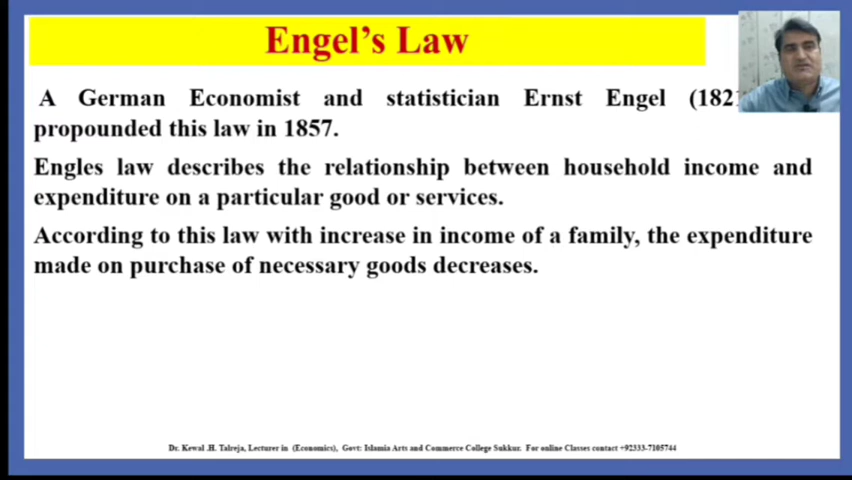 Engel's Law
A German Economist and statistician Ernst Engel (1821
propounded this law in 1857.
Engles law describes the relationship between household income and
expenditure on a particular good or services.
According to this law with increase in income of a family, the expenditure
made on purchase of necessary goods decreases.
Dr. Kewal .H. Talreja, Lecturer in (Economics), Govt: Islamia Arts and Commerce College Sukkur. For online Classes contact +92333-7105744